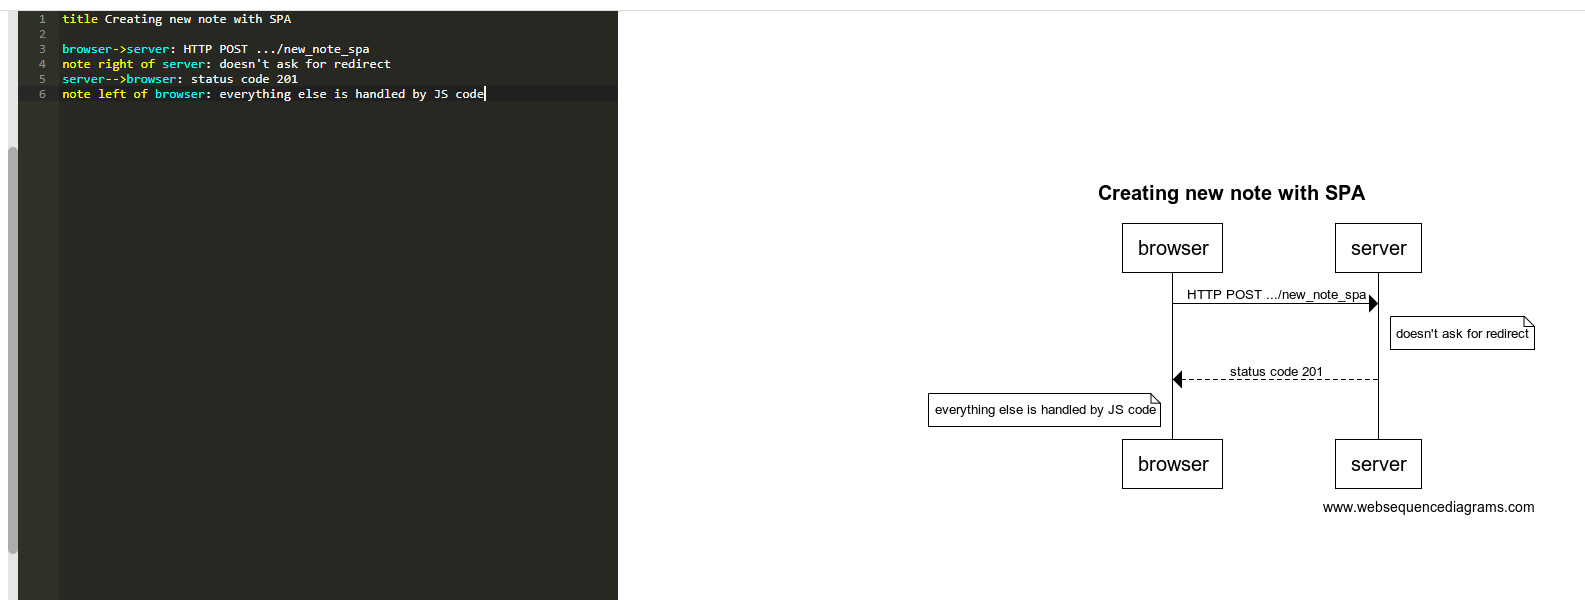 1 title Creating new note with SPA
2
3 browser->server: HTTP POST .../new_note_spa
4 note right of server: doesn't ask for redirect
5 server-->browser: status code 201
6 note left of browser: everything else is handled by JS code
Creating new note with SPA
browser server
HTTP POST .../new_note_spa
doesn't ask for redirect
status code 201
everything else is handled by JS code
browser server
www.websequencediagrams.com